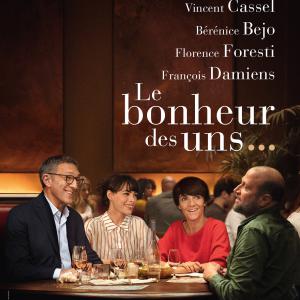 Vincent Cassel
Bérénice Bejo
Florence Foresti
François Damiens
Le
bonheur
des uns...